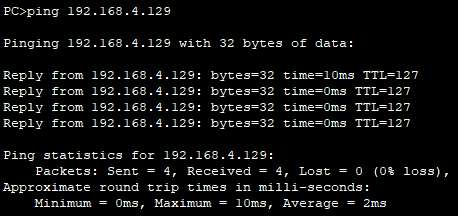 PC>ping 192.168.4.129
Pinging 192.168.4.129 with 32 bytes of data:
Reply from 192.168.4.129: bytes=32 time=10ms TTL=127
Reply from 192.168.4.129: bytes=32 time=0ms TTL=127
Reply from 192.168.4.129: bytes=32 time=0ms TTL=127
Reply from 192.168.4.129: bytes=32 time=0ms TTL=127
Ping statistics for 192.168.4.129:
    Packets: Sent = 4, Received = 4, Lost = 0 (0% loss),
Approximate round trip times in milli-seconds:
    Minimum = 0ms, Maximum = 10ms, Average = 2ms